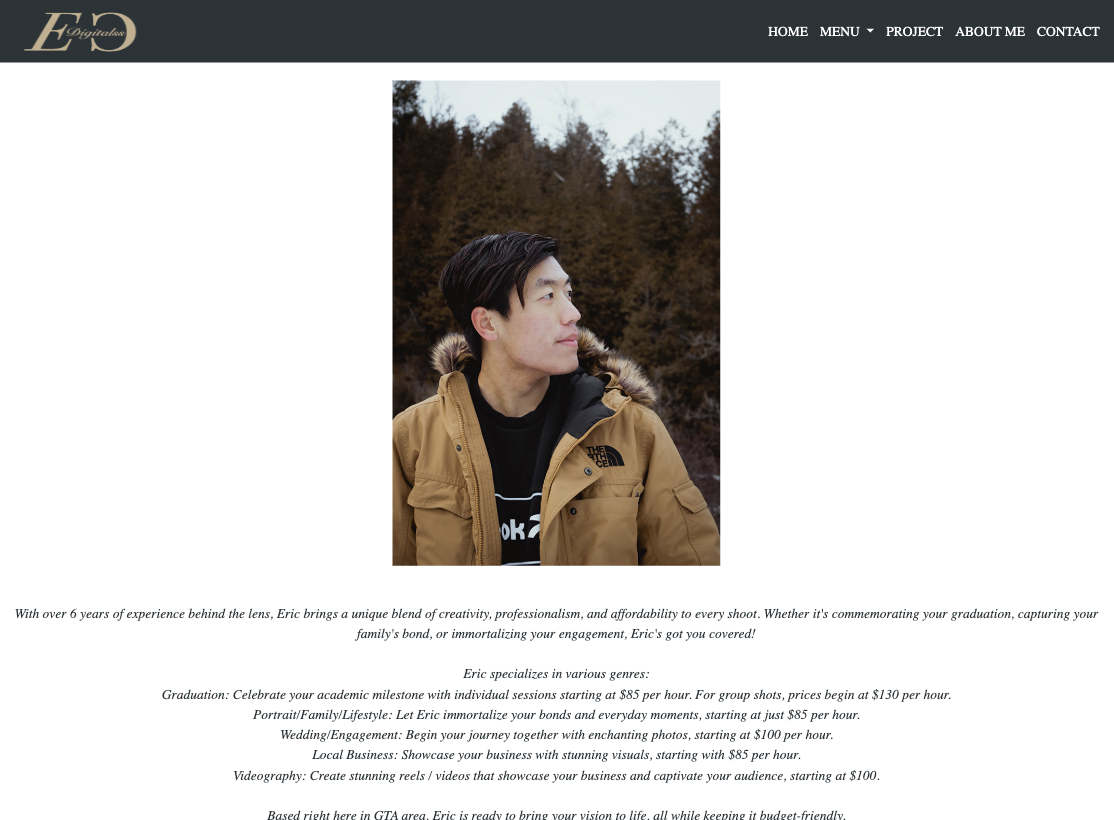 EC
Digitalss
HOME MENU PROJECT ABOUT ME CONTACT
THE
NORTH
FACE
ok
With over 6 years of experience behind the lens, Eric brings a unique blend of creativity, professionalism, and affordability to every shoot. Whether it's commemorating your graduation, capturing your
family's bond, or immortalizing your engagement, Eric's got you covered!
Eric specializes in various genres:
Graduation: Celebrate your academic milestone with individual sessions starting at $85 per hour. For group shots, prices begin at $130 per hour.
Portrait/Family/Lifestyle: Let Eric immortalize your bonds and everyday moments, starting at just $85 per hour.
Wedding/Engagement: Begin your journey together with enchanting photos, starting at $100 per hour.
Local Business: Showcase your business with stunning visuals, starting with $85 per hour.
Videography: Create stunning reels / videos that showcase your business and captivate your audience, starting at $100.
Based right here in GTA area, Eric is ready to bring your vision to life, all while keeping it budget-friendly.